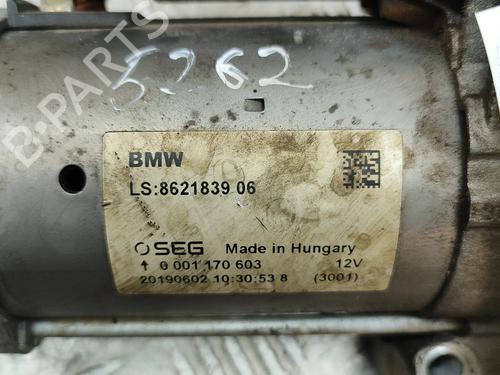 5262
B-PARTS
BMW
LS:8621839 06
SEG Made in Hungary
0 001 170 603 12V
20190602 10:30:53 8 (3001)